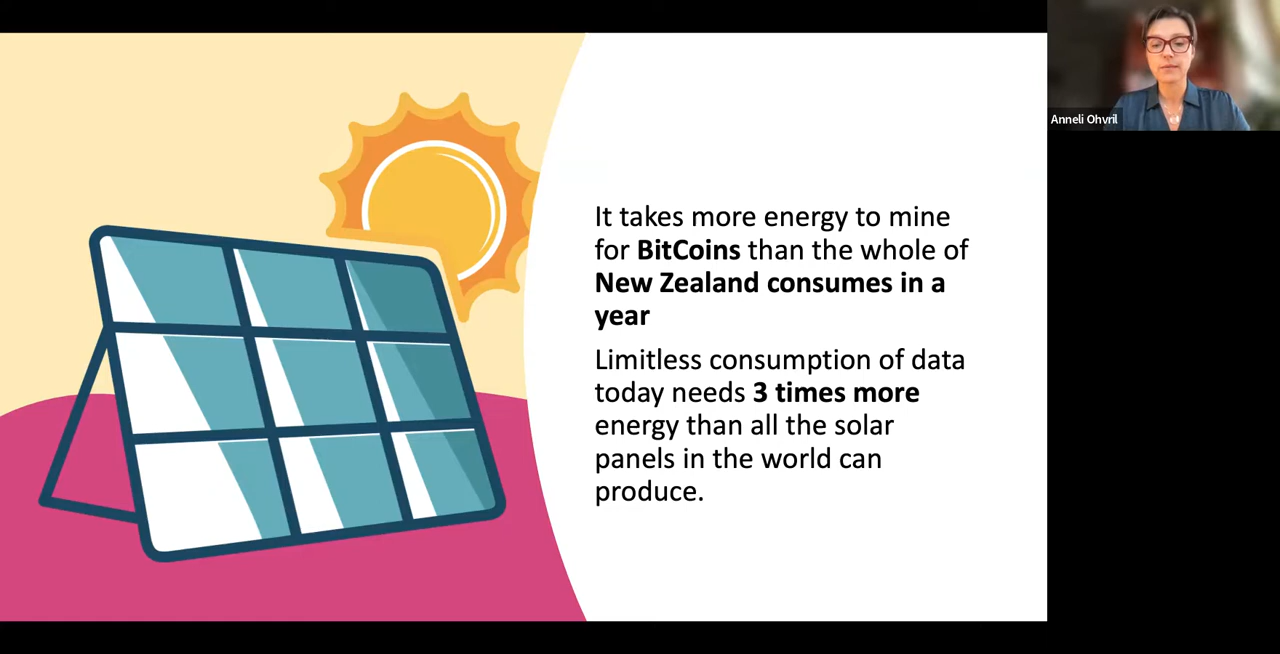 Anneli Ohvril
It takes more energy to mine
for BitCoins than the whole of
New Zealand consumes in a
year
Limitless consumption of data
today needs 3 times more
energy than all the solar
panels in the world can
produce.